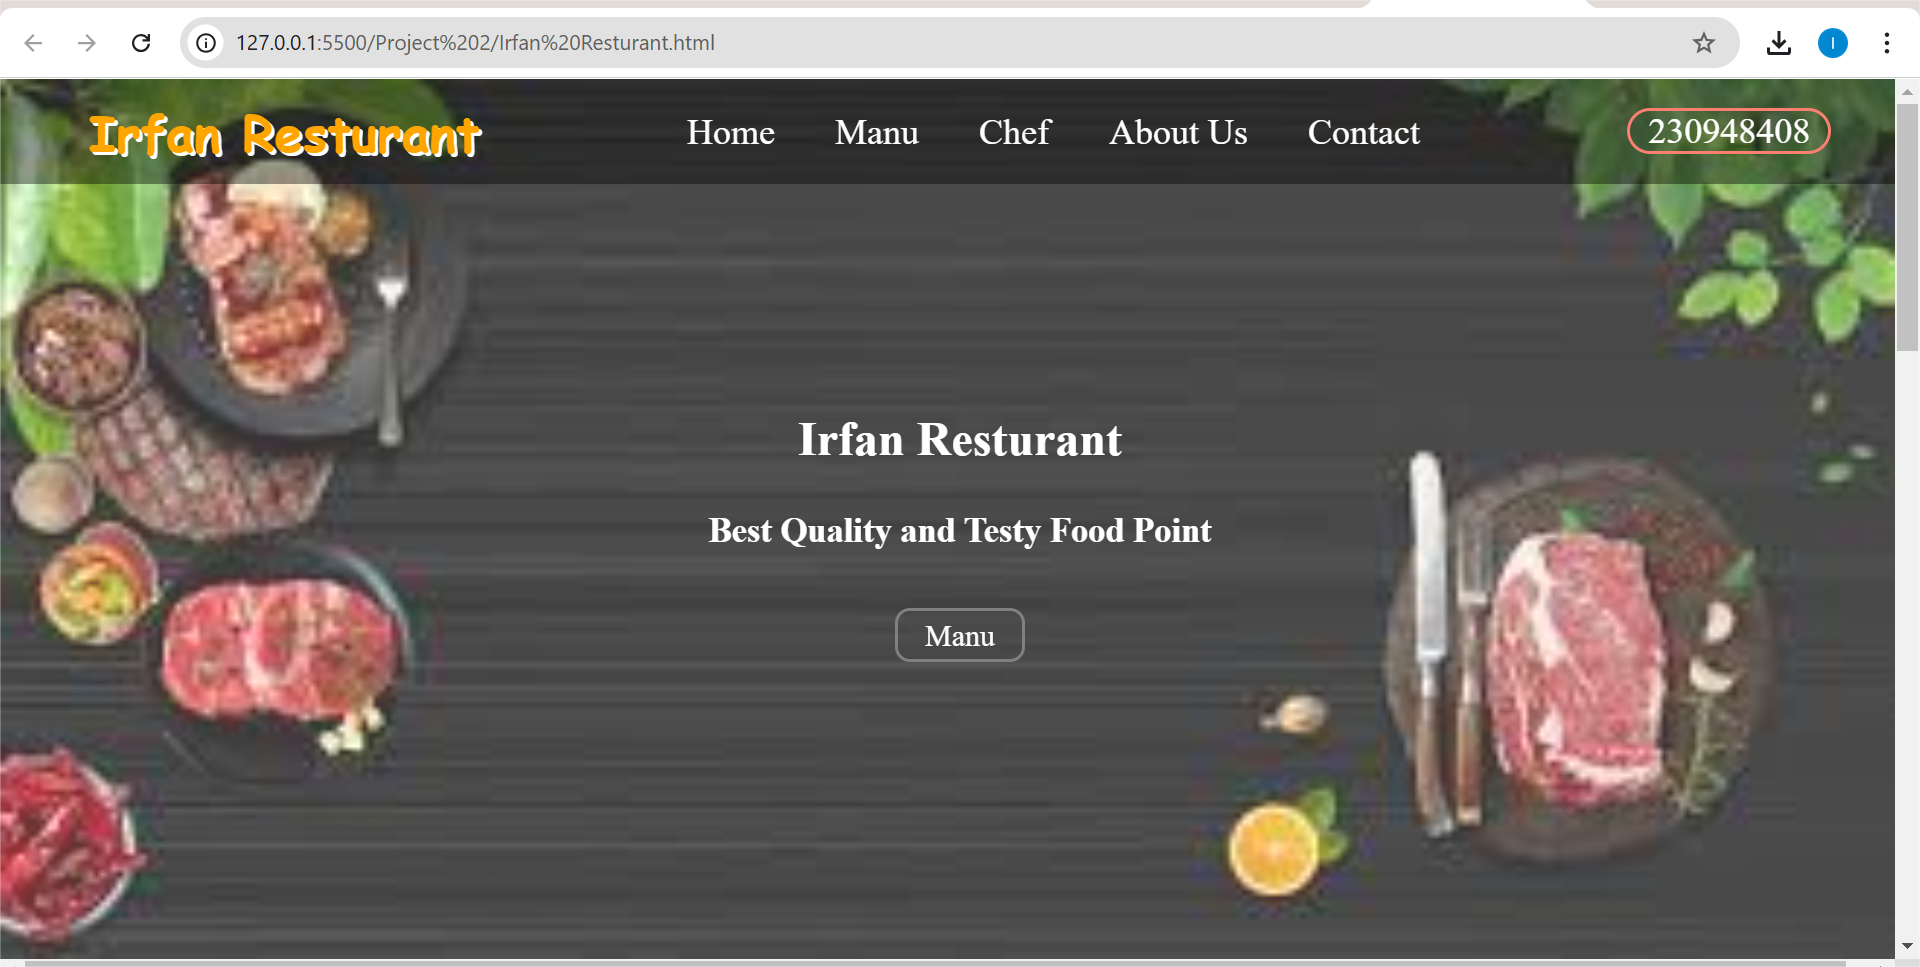 127.0.0.1:5500/Project%202/Irfan%20Resturant.html
I
Irfan Resturant
Home Manu Chef About Us Contact
230948408
Irfan Resturant
Best Quality and Testy Food Point
Manu